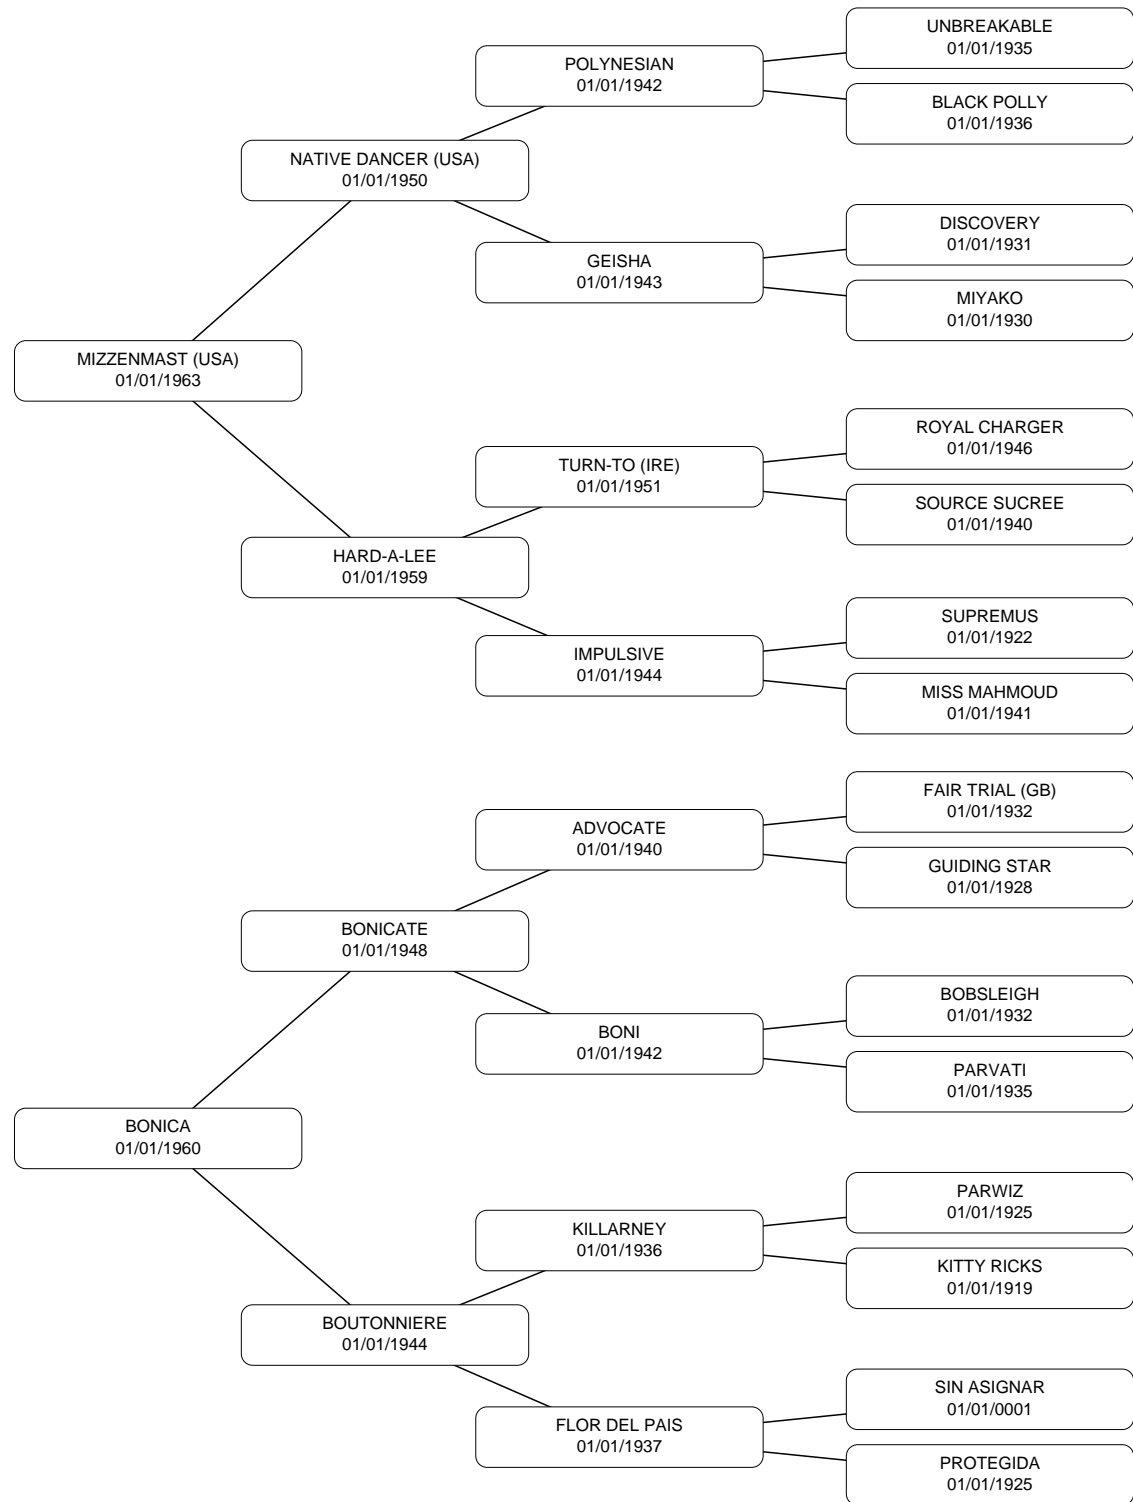 UNBREAKABLE
01/01/1935
POLYNESIAN
01/01/1942
BLACK POLLY
01/01/1936
NATIVE DANCER (USA)
01/01/1950
DISCOVERY
01/01/1931
GEISHA
01/01/1943
MIYAKO
01/01/1930
MIZZENMAST (USA)
01/01/1963
ROYAL CHARGER
01/01/1946
TURN-TO (IRE)
01/01/1951
SOURCE SUCREE
01/01/1940
HARD-A-LEE
01/01/1959
SUPREMUS
01/01/1922
IMPULSIVE
01/01/1944
MISS MAHMOUD
01/01/1941
FAIR TRIAL (GB)
01/01/1932
ADVOCATE
01/01/1940
GUIDING STAR
01/01/1928
BONICATE
01/01/1948
BOBSLEIGH
01/01/1932
BONI
01/01/1942
PARVATI
01/01/1935
BONICA
01/01/1960
PARWIZ
01/01/1925
KILLARNEY
01/01/1936
KITTY RICKS
01/01/1919
BOUTONNIERE
01/01/1944
SIN ASIGNAR
01/01/0001
FLOR DEL PAIS
01/01/1937
PROTEGIDA
01/01/1925